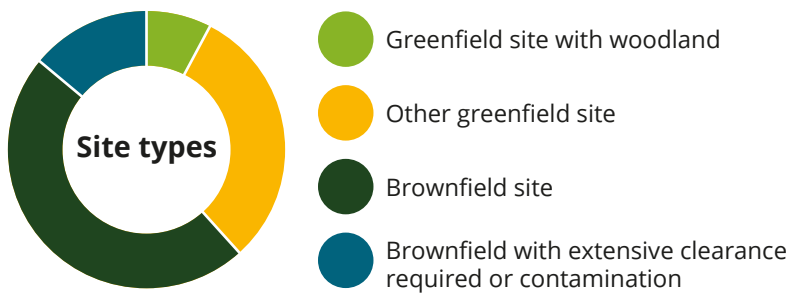 Site types
Greenfield site with woodland
Other greenfield site
Brownfield site
Brownfield with extensive clearance
required or contamination